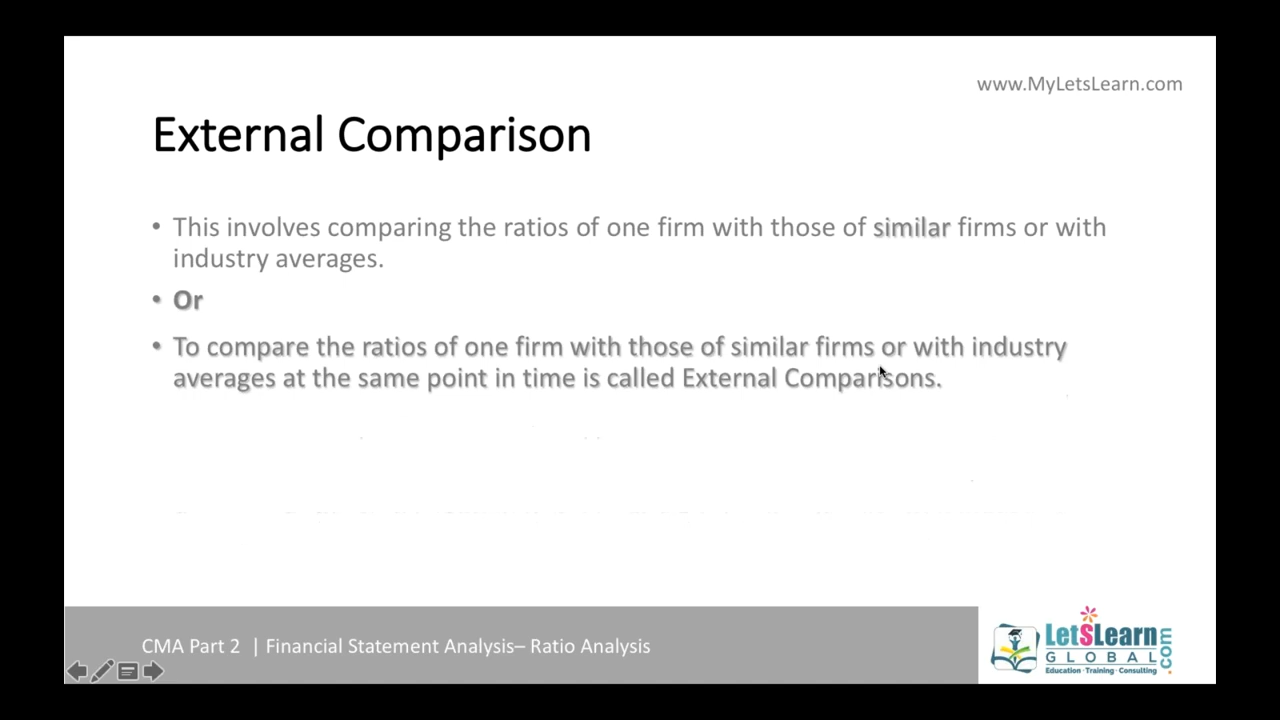 www.MyLetsLearn.com
External Comparison
• This involves comparing the ratios of one firm with those of similar firms or with
industry averages.
• Or
• To compare the ratios of one firm with those of similar firms or with industry
averages at the same point in time is called External Comparisons.
CMA Part 2 | Financial Statement Analysis– Ratio Analysis
LetSLearn
GLOBAL
.com
Education · Training · Consulting